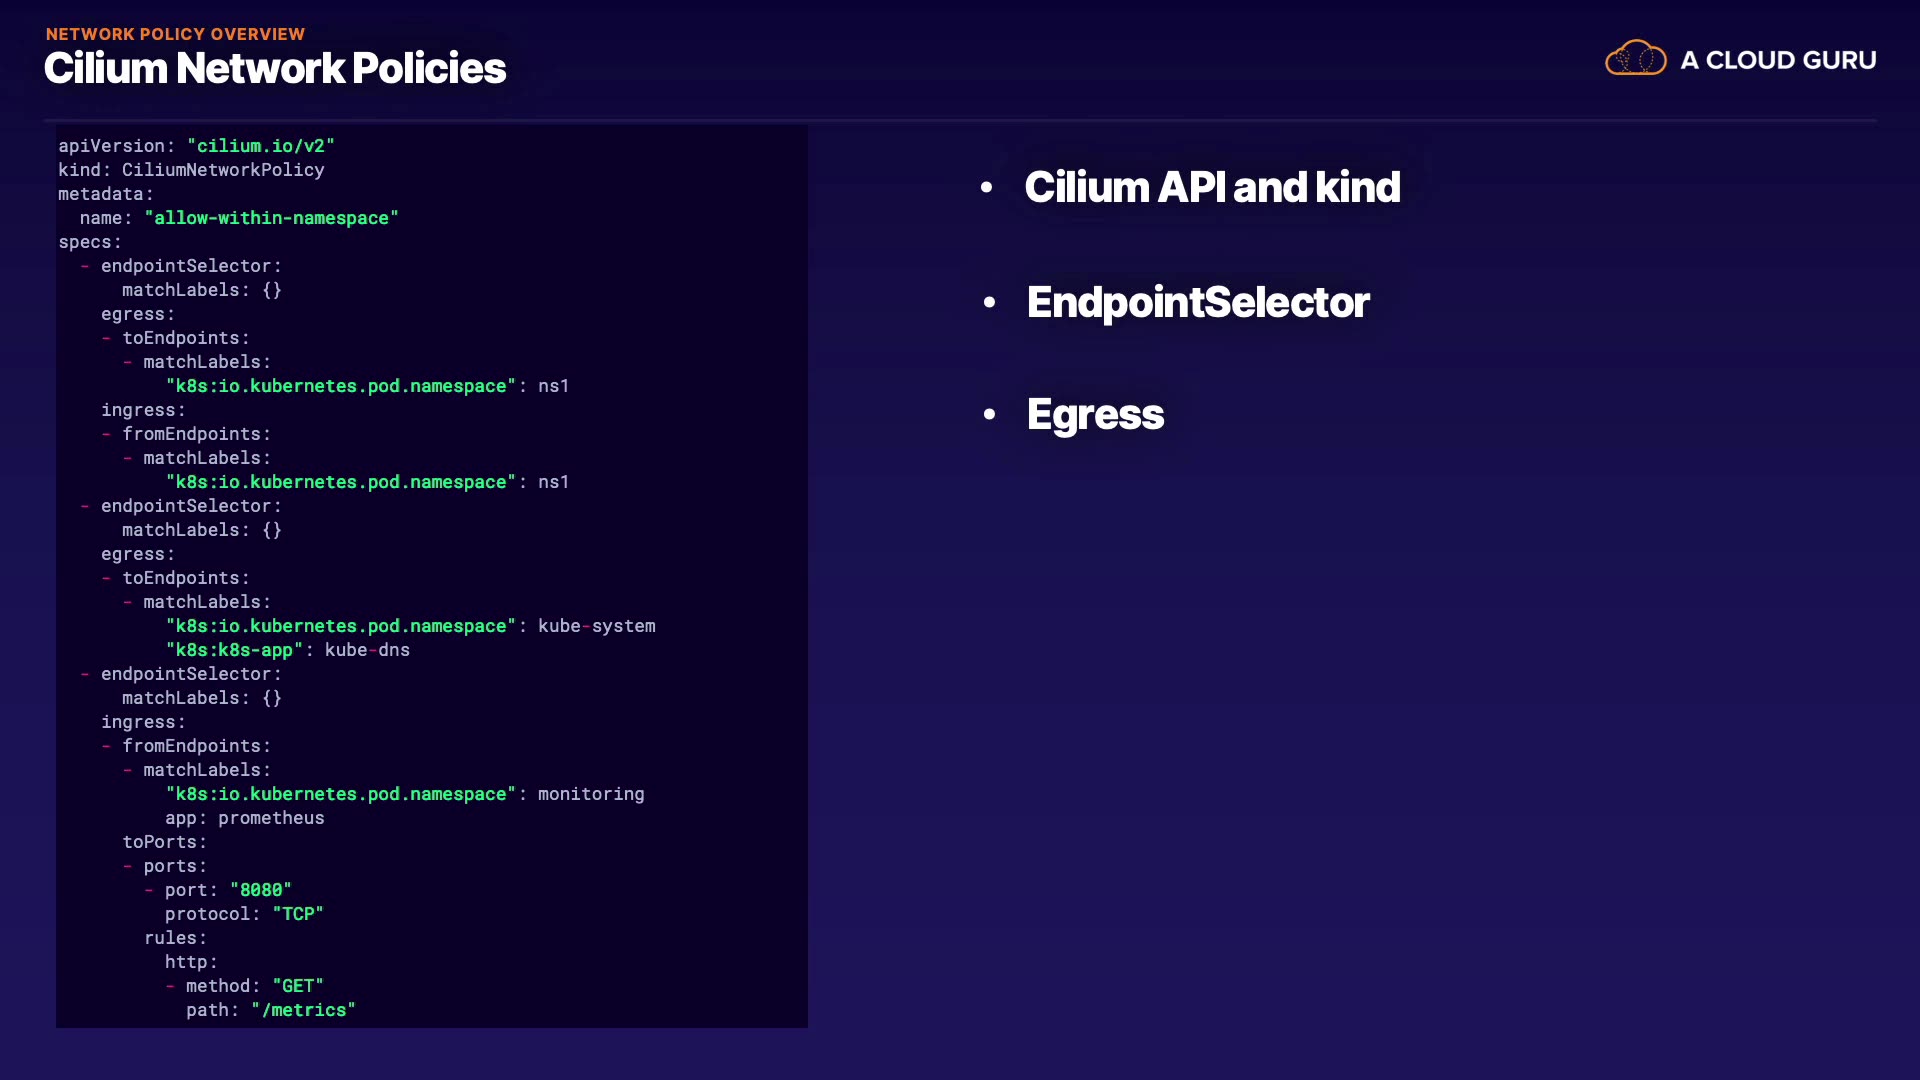 NETWORK POLICY OVERVIEW
Cilium Network Policies
A CLOUD GURU
apiVersion: "cilium.io/v2"
kind: CiliumNetworkPolicy
metadata:
  name: "allow-within-namespace"
specs:
  - endpointSelector:
      matchLabels: {}
    egress:
    - toEndpoints:
      - matchLabels:
          "k8s:io.kubernetes.pod.namespace": ns1
    ingress:
    - fromEndpoints:
      - matchLabels:
          "k8s:io.kubernetes.pod.namespace": ns1
  - endpointSelector:
      matchLabels: {}
    egress:
    - toEndpoints:
      - matchLabels:
          "k8s:io.kubernetes.pod.namespace": kube-system
          "k8s:k8s-app": kube-dns
  - endpointSelector:
      matchLabels: {}
    ingress:
    - fromEndpoints:
      - matchLabels:
          "k8s:io.kubernetes.pod.namespace": monitoring
          app: prometheus
      toPorts:
      - ports:
        - port: "8080"
          protocol: "TCP"
        rules:
          http:
          - method: "GET"
            path: "/metrics"
• Cilium API and kind
• EndpointSelector
• Egress